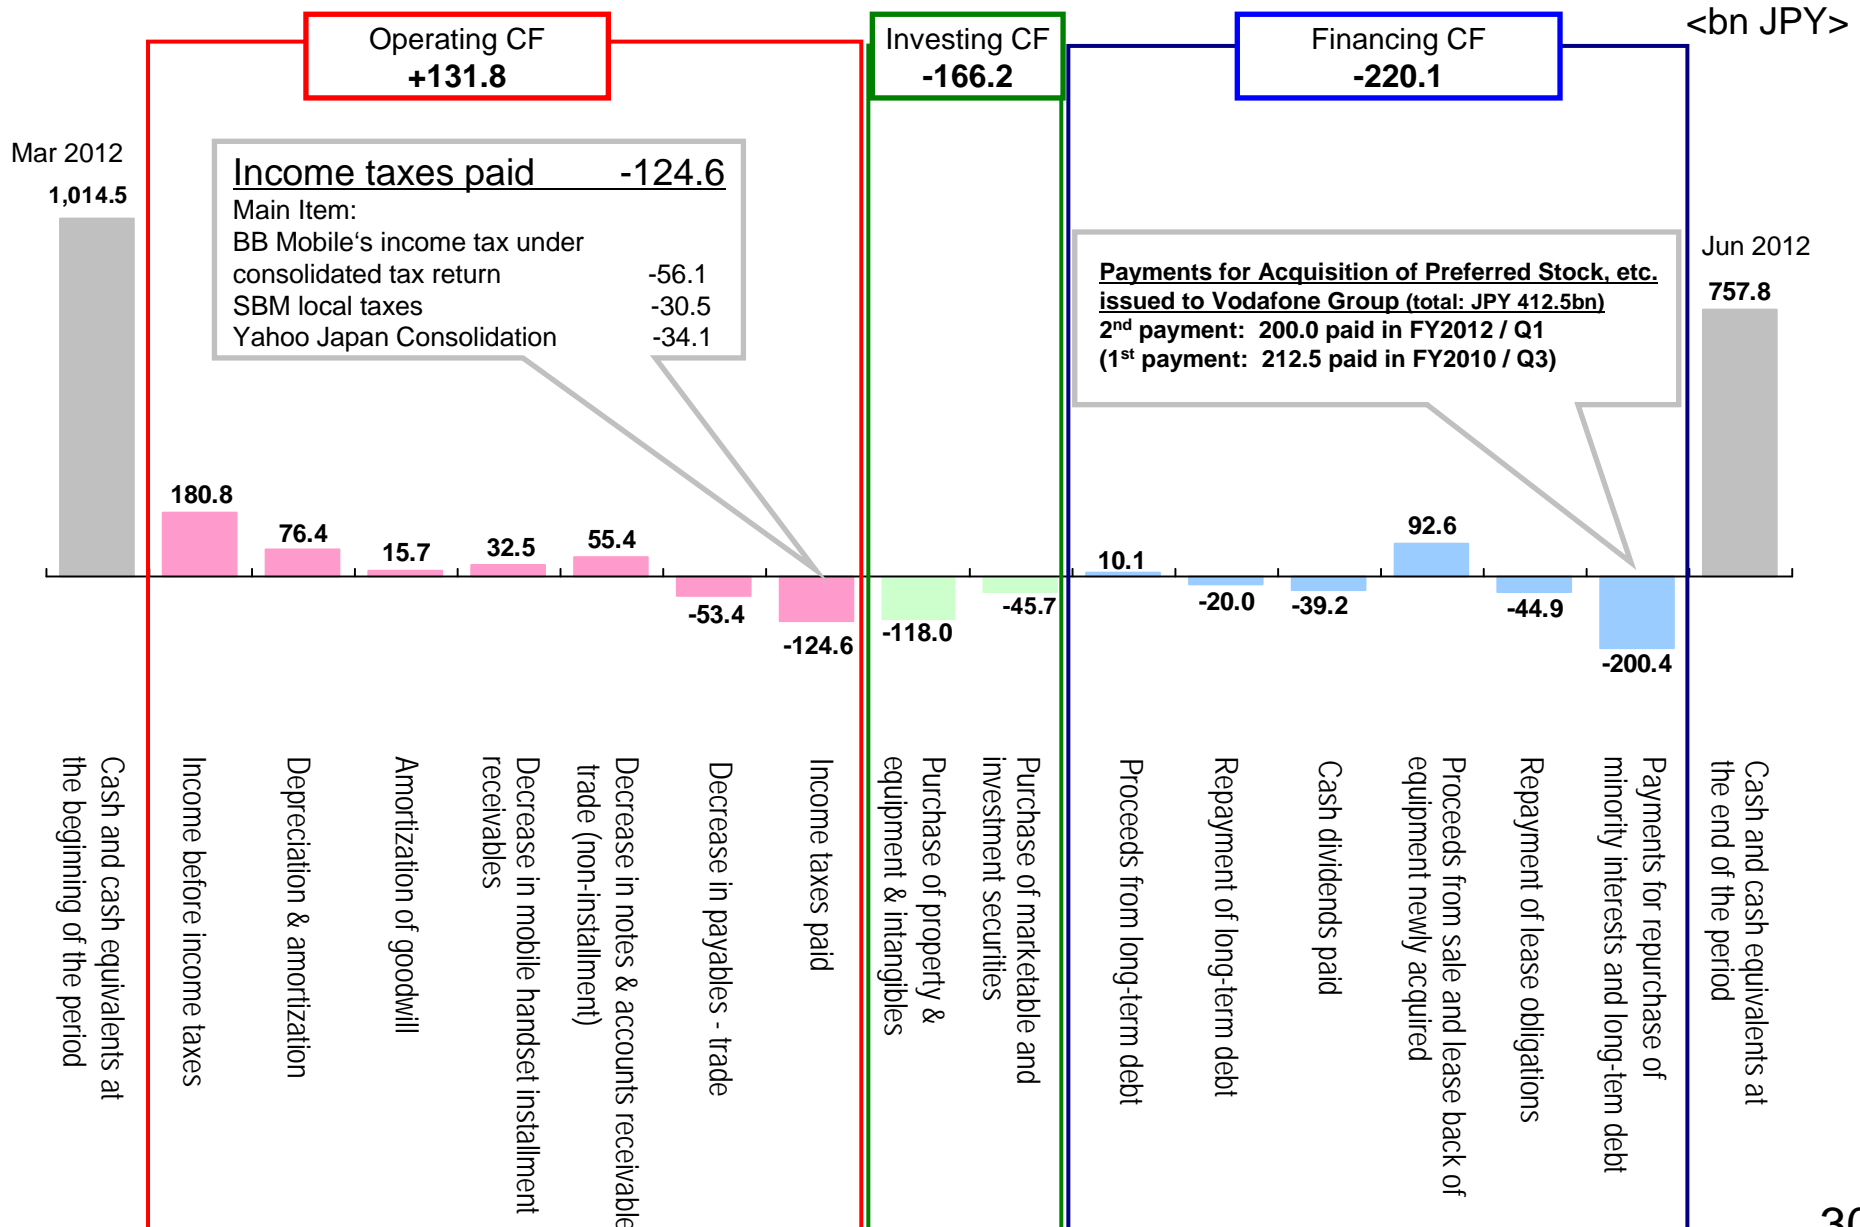 <bn JPY>
Operating CF
+131.8
Investing CF
-166.2
Financing CF
-220.1
Mar 2012
1,014.5
Income taxes paid -124.6
Main Item:
BB Mobile‘s income tax under
consolidated tax return -56.1
SBM local taxes -30.5
Yahoo Japan Consolidation -34.1
Payments for Acquisition of Preferred Stock, etc.
issued to Vodafone Group (total: JPY 412.5bn)
2nd payment: 200.0 paid in FY2012 / Q1
(1st payment: 212.5 paid in FY2010 / Q3)
Jun 2012
757.8
180.8
76.4
15.7
32.5
55.4
-53.4
-124.6
-118.0
-45.7
10.1
-20.0
-39.2
92.6
-44.9
-200.4
Cash and cash equivalents at
the beginning of the period
Income before income taxes
Depreciation & amortization
Amortization of goodwill
Decrease in mobile handset installment
receivables
Decrease in notes & accounts receivable
trade (non-installment)
Decrease in payables - trade
Income taxes paid
Purchase of property &
equipment & intangibles
Purchase of marketable and
investment securities
Proceeds from long-term debt
Repayment of long-term debt
Cash dividends paid
Proceeds from sale and lease back of
equipment newly acquired
Repayment of lease obligations
Payments for repurchase of
minority interests and long-tem debt
Cash and cash equivalents at
the end of the period